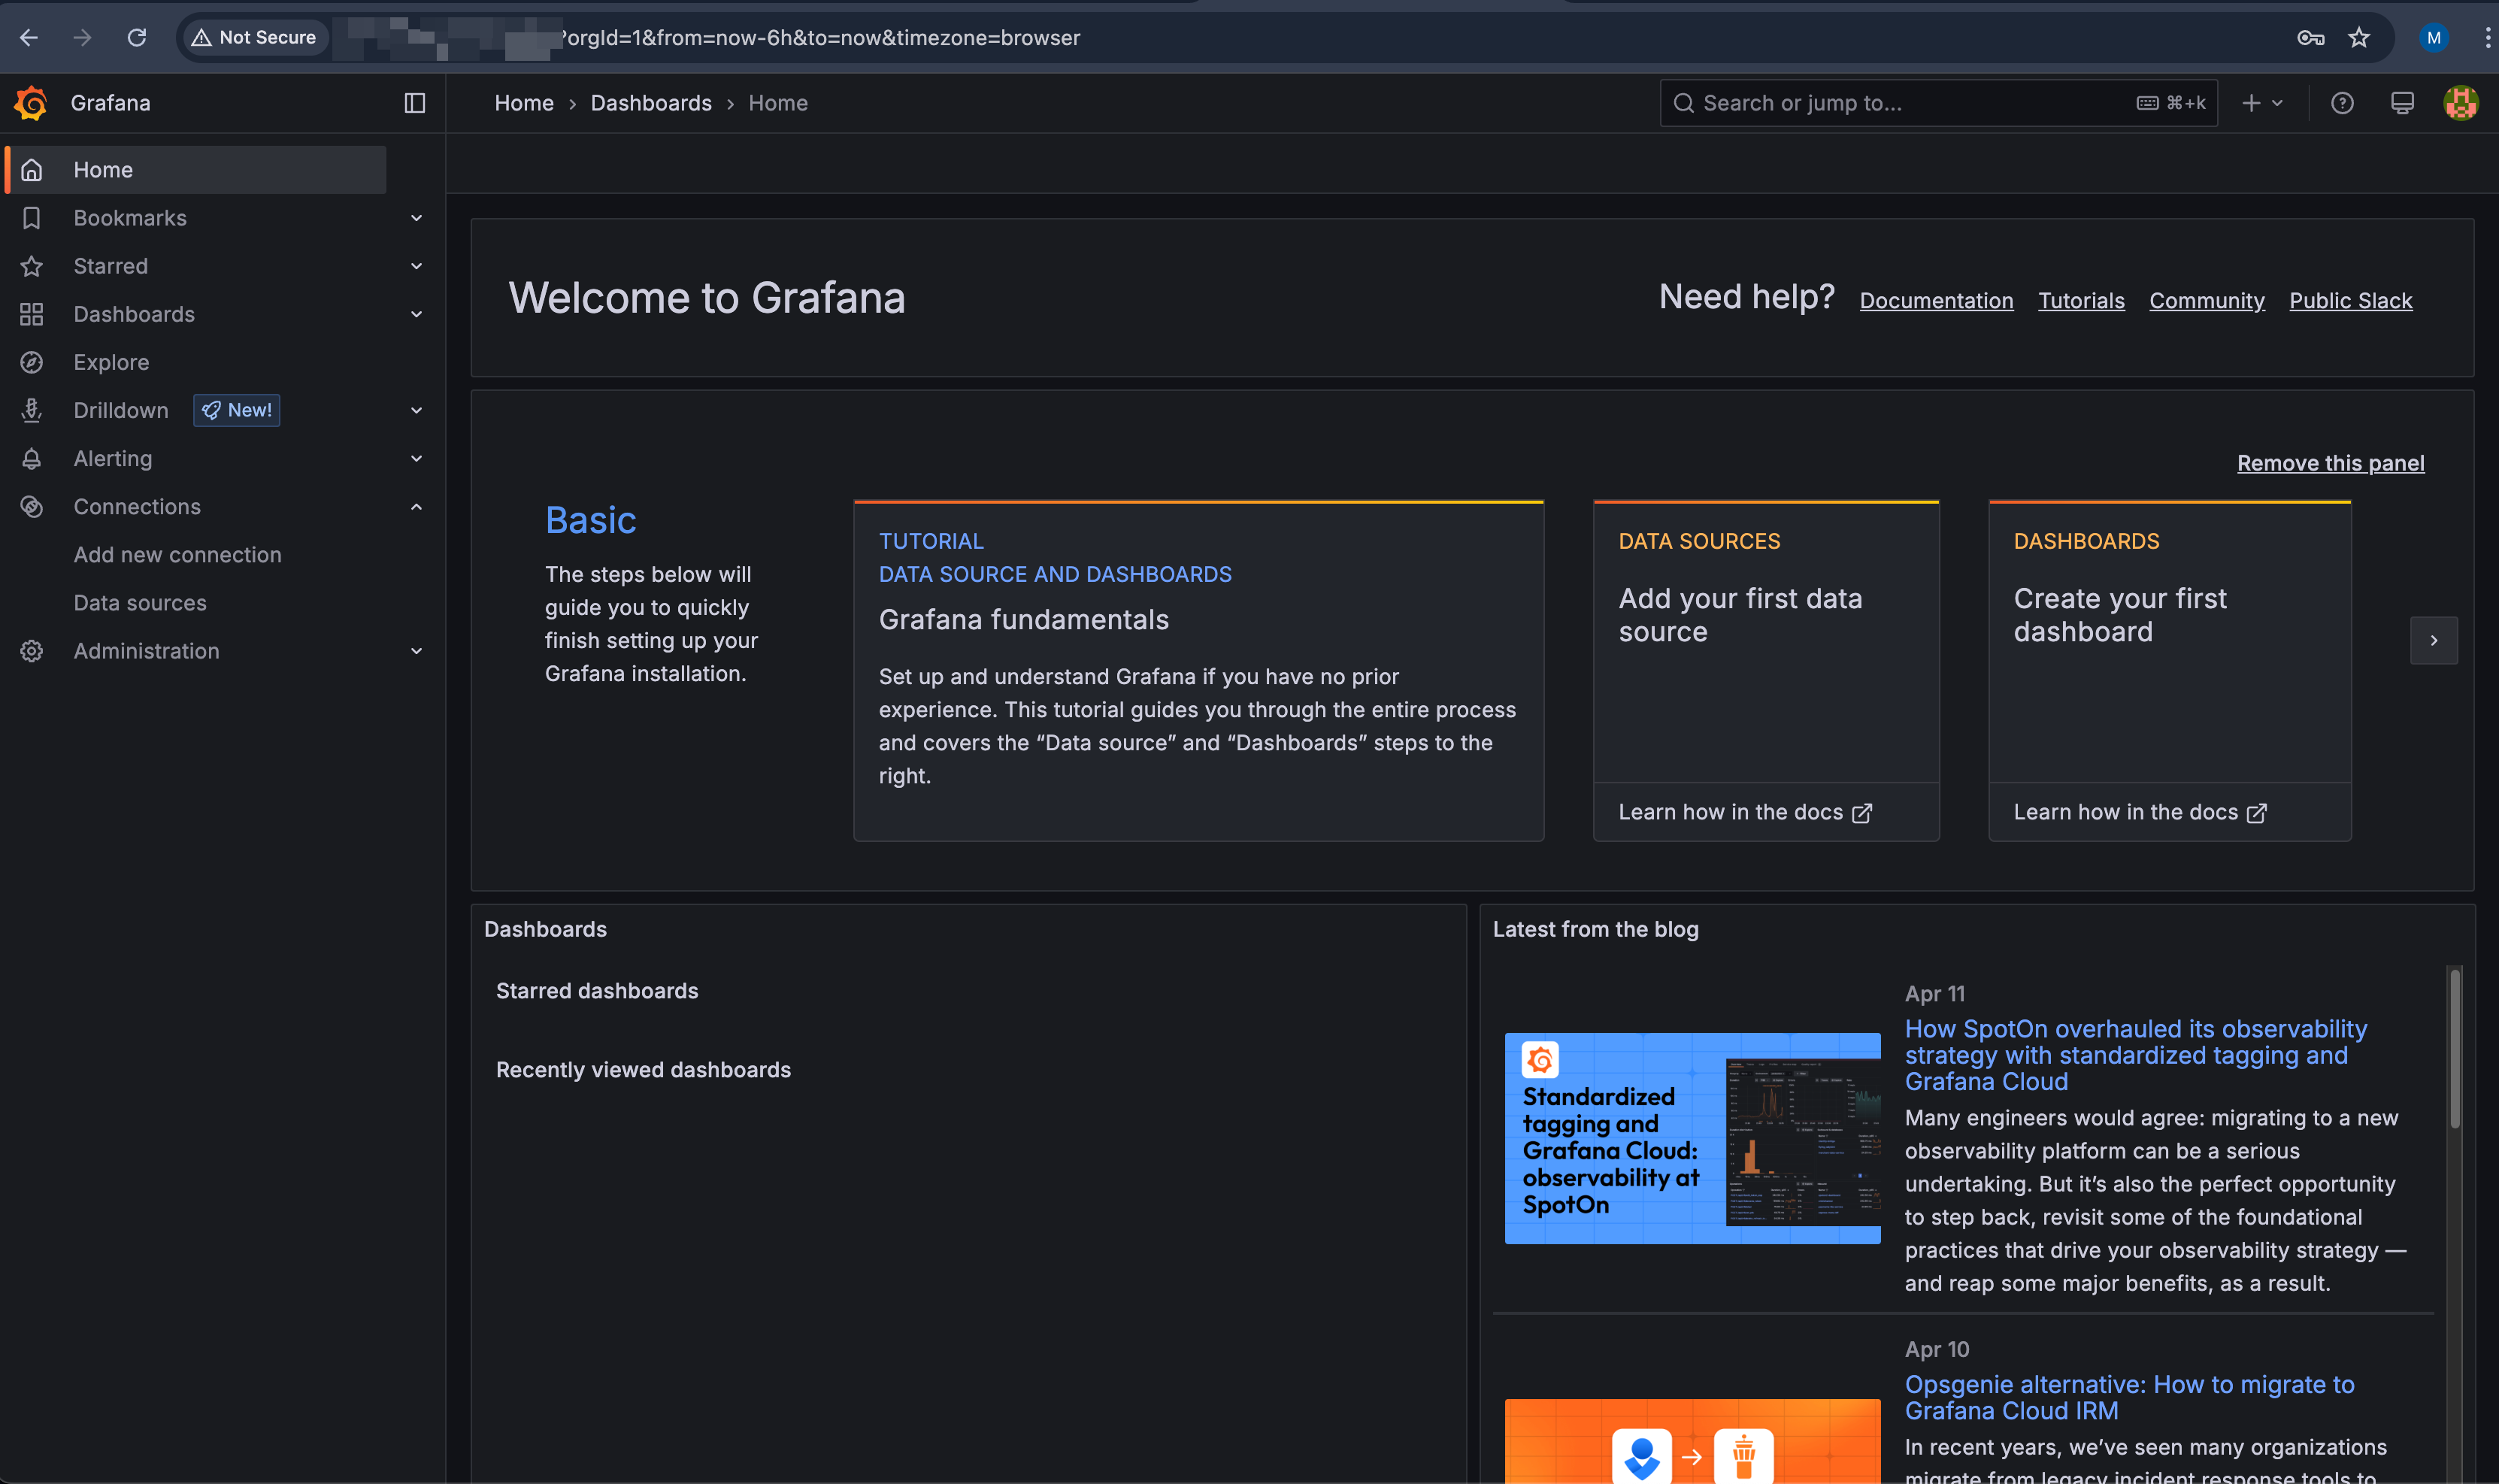 Not Secure
?orgId=1&from=now-6h&to=now&timezone=browser
M
Grafana
Home › Dashboards › Home
Search or jump to...
⌘+k
Home
Bookmarks
Starred
Dashboards
Explore
Drilldown
New!
Alerting
Connections
Add new connection
Data sources
Administration
Welcome to Grafana
Need help?
Documentation
Tutorials
Community
Public Slack
Remove this panel
Basic
The steps below will
guide you to quickly
finish setting up your
Grafana installation.
TUTORIAL
DATA SOURCE AND DASHBOARDS
Grafana fundamentals
Set up and understand Grafana if you have no prior
experience. This tutorial guides you through the entire process
and covers the “Data source” and “Dashboards” steps to the
right.
DATA SOURCES
Add your first data
source
Learn how in the docs
DASHBOARDS
Create your first
dashboard
Learn how in the docs
Dashboards
Starred dashboards
Recently viewed dashboards
Latest from the blog
Standardized
tagging and
Grafana Cloud:
observability at
SpotOn
Apr 11
How SpotOn overhauled its observability
strategy with standardized tagging and
Grafana Cloud
Many engineers would agree: migrating to a new
observability platform can be a serious
undertaking. But it’s also the perfect opportunity
to step back, revisit some of the foundational
practices that drive your observability strategy —
and reap some major benefits, as a result.
Apr 10
Opsgenie alternative: How to migrate to
Grafana Cloud IRM
In recent years, we’ve seen many organizations
migrate from legacy incident response tools to